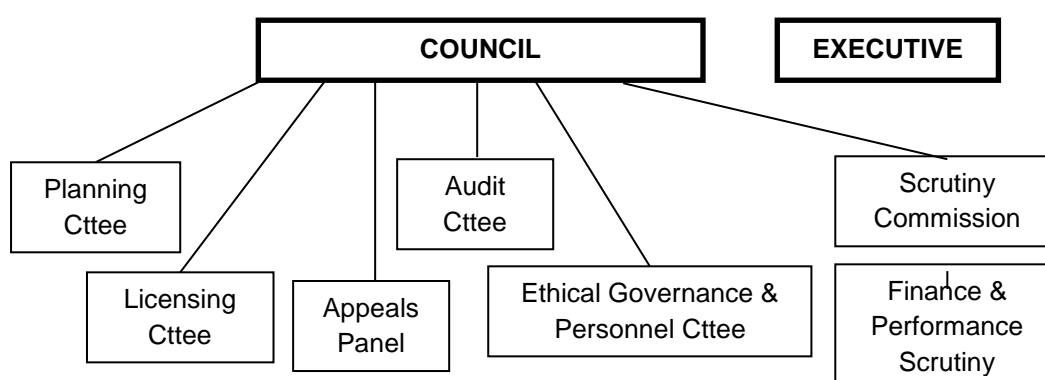 COUNCIL
EXECUTIVE
Planning
Cttee
Audit
Cttee
Scrutiny
Commission
Licensing
Cttee
Appeals
Panel
Ethical Governance &
Personnel Cttee
Finance &
Performance
Scrutiny